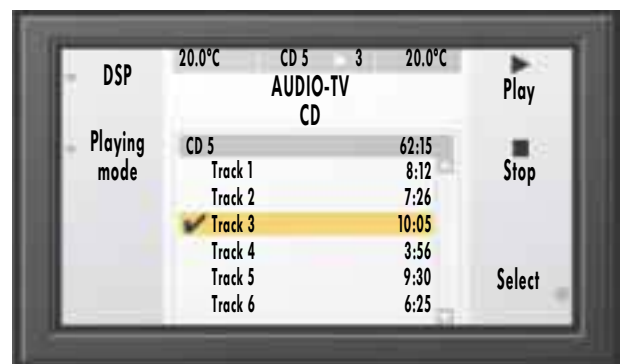 20.0°C CD 5 3 20.0°C
DSP
AUDIO-TV
CD
Play
Playing
mode
CD 5 62:15
Track 1 8:12
Stop
Track 2 7:26
✔ Track 3 10:05
Track 4 3:56
Track 5 9:30
Select
Track 6 6:25